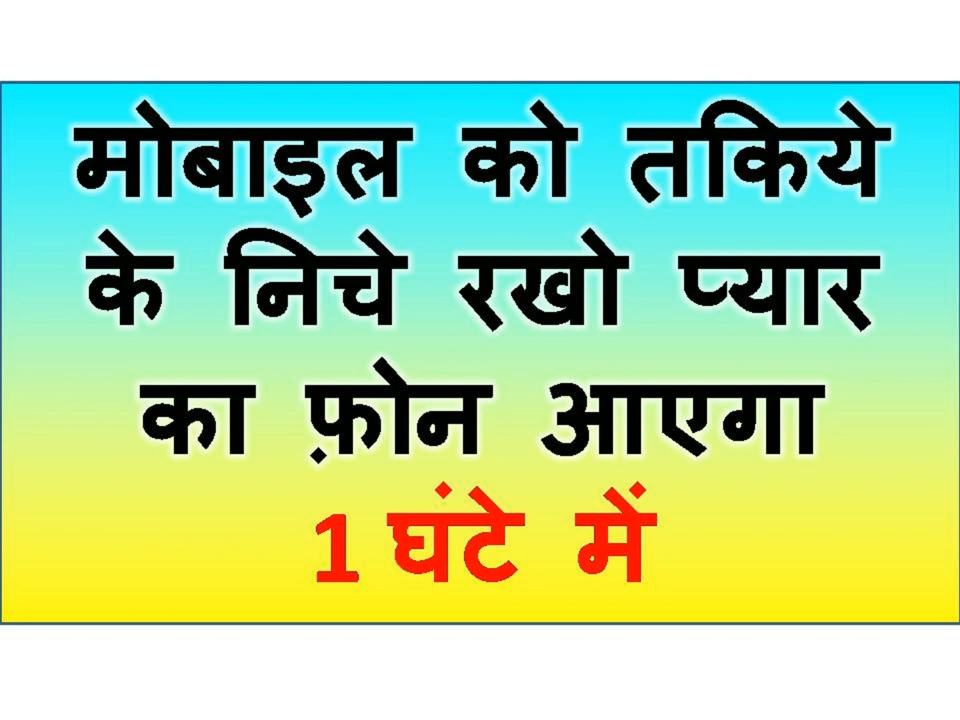 मोबाइल को तकिये
के निचे रखो प्यार
का फ़ोन आएगा
1 घंटे में